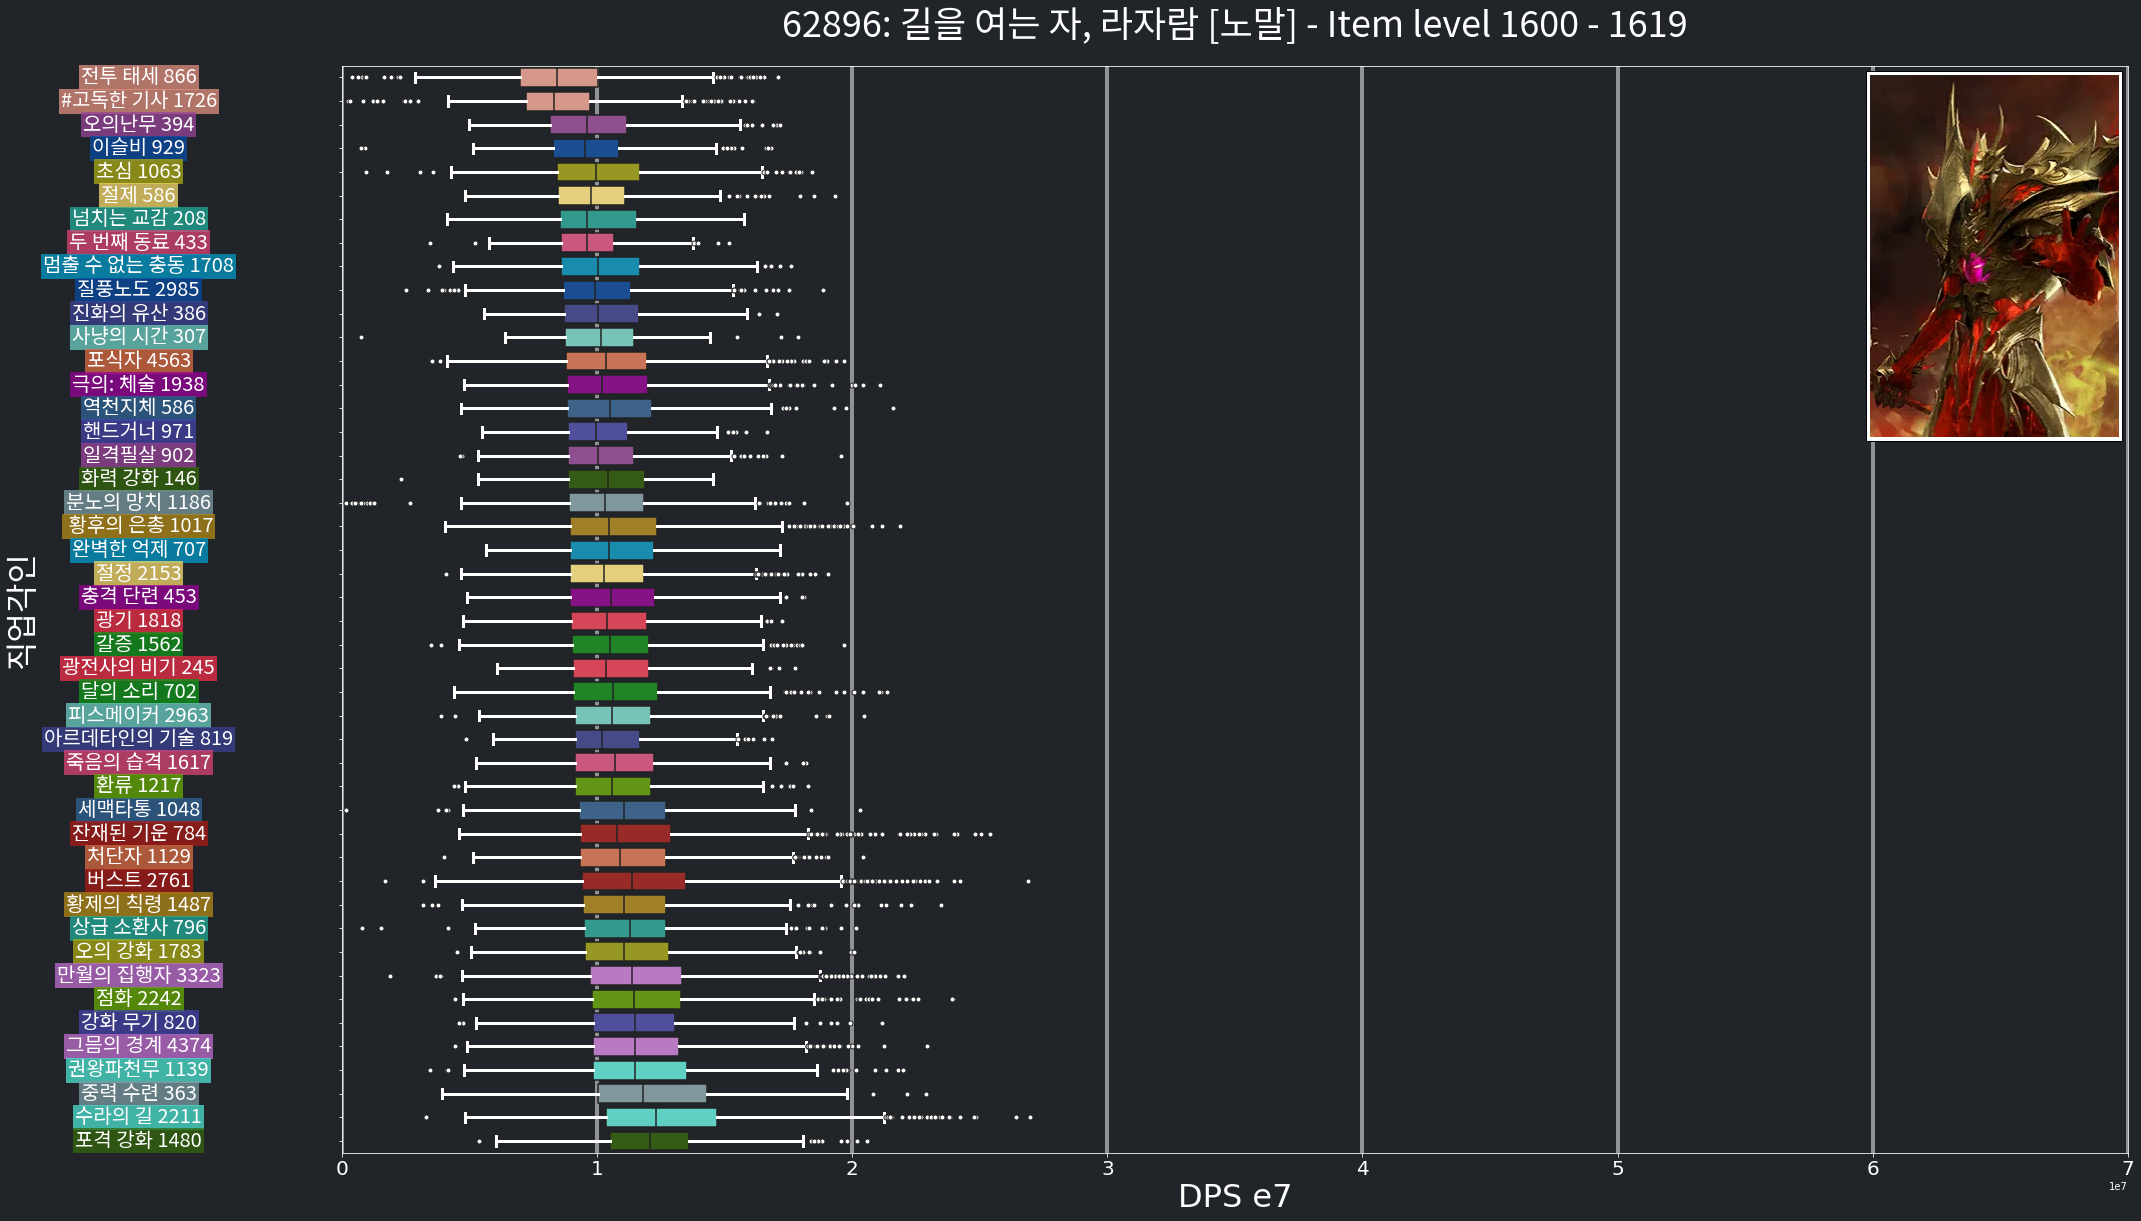 62896: 길을 여는 자, 라자람 [노말] - Item level 1600 - 1619
직업각인
전투 태세 866
#고독한 기사 1726
오의난무 394
이슬비 929
초심 1063
절제 586
넘치는 교감 208
두 번째 동료 433
멈출 수 없는 충동 1708
질풍노도 2985
진화의 유산 386
사냥의 시간 307
포식자 4563
극의: 체술 1938
역천지체 586
핸드거너 971
일격필살 902
화력 강화 146
분노의 망치 1186
황후의 은총 1017
완벽한 억제 707
절정 2153
충격 단련 453
광기 1818
갈증 1562
광전사의 비기 245
달의 소리 702
피스메이커 2963
아르데타인의 기술 819
죽음의 습격 1617
환류 1217
세맥타통 1048
잔재된 기운 784
처단자 1129
버스트 2761
황제의 칙령 1487
상급 소환사 796
오의 강화 1783
만월의 집행자 3323
점화 2242
강화 무기 820
그믐의 경계 4374
권왕파천무 1139
중력 수련 363
수라의 길 2211
포격 강화 1480
0 1 2 3 4 5 6 7
1e7
DPS e7